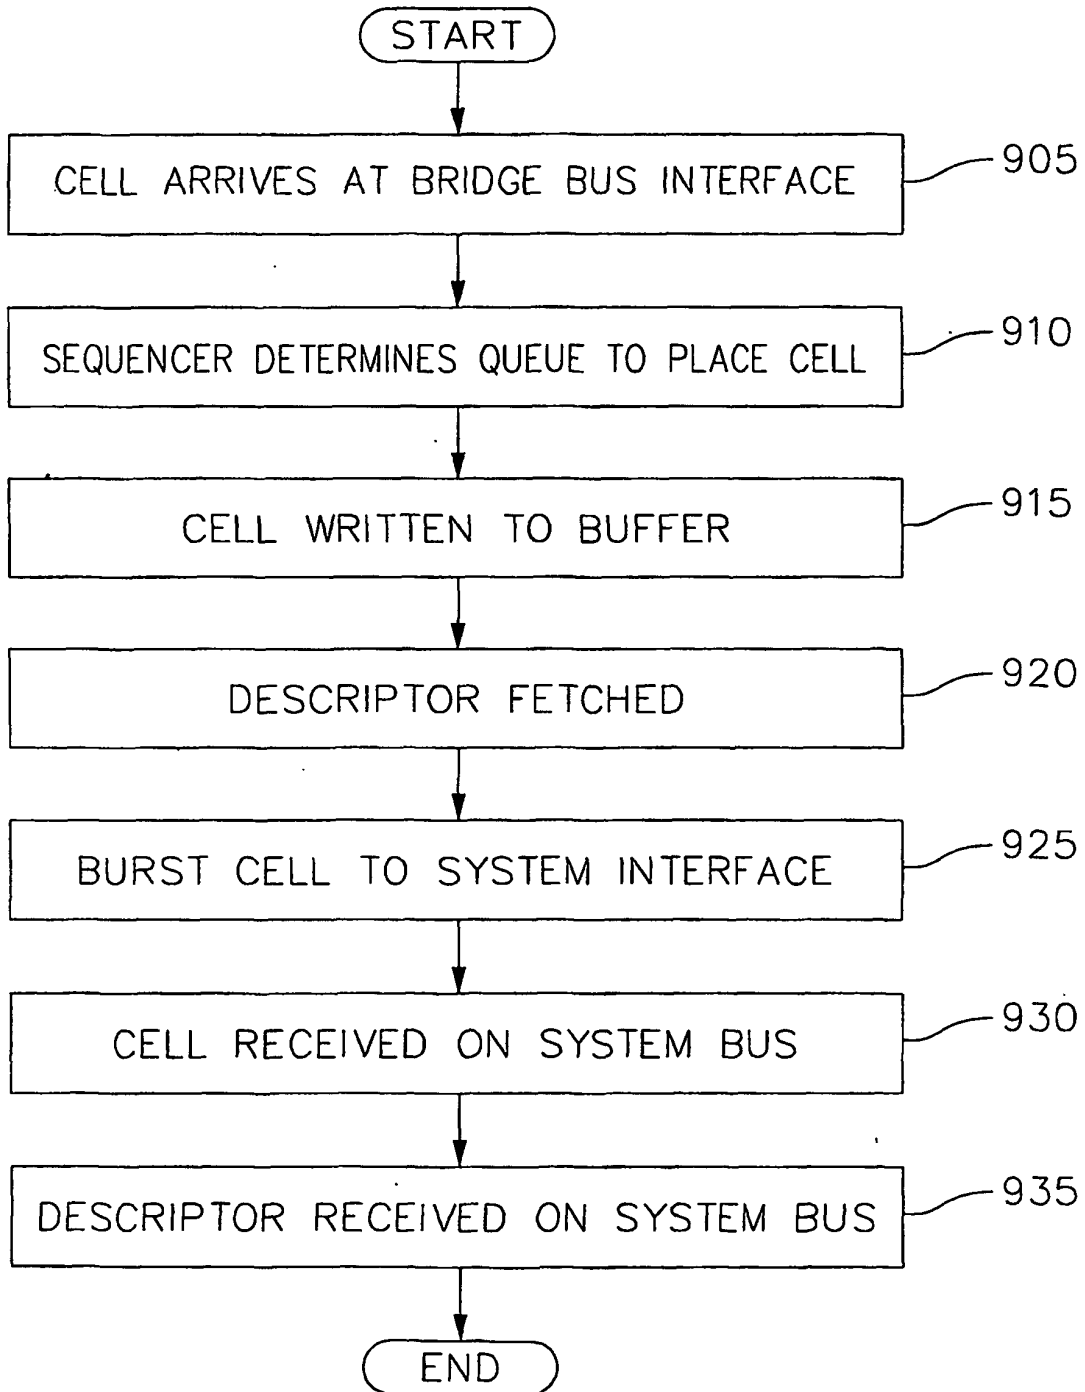 START
CELL ARRIVES AT BRIDGE BUS INTERFACE
905
SEQUENCER DETERMINES QUEUE TO PLACE CELL
910
CELL WRITTEN TO BUFFER
915
DESCRIPTOR FETCHED
920
BURST CELL TO SYSTEM INTERFACE
925
CELL RECEIVED ON SYSTEM BUS
930
DESCRIPTOR RECEIVED ON SYSTEM BUS
935
END